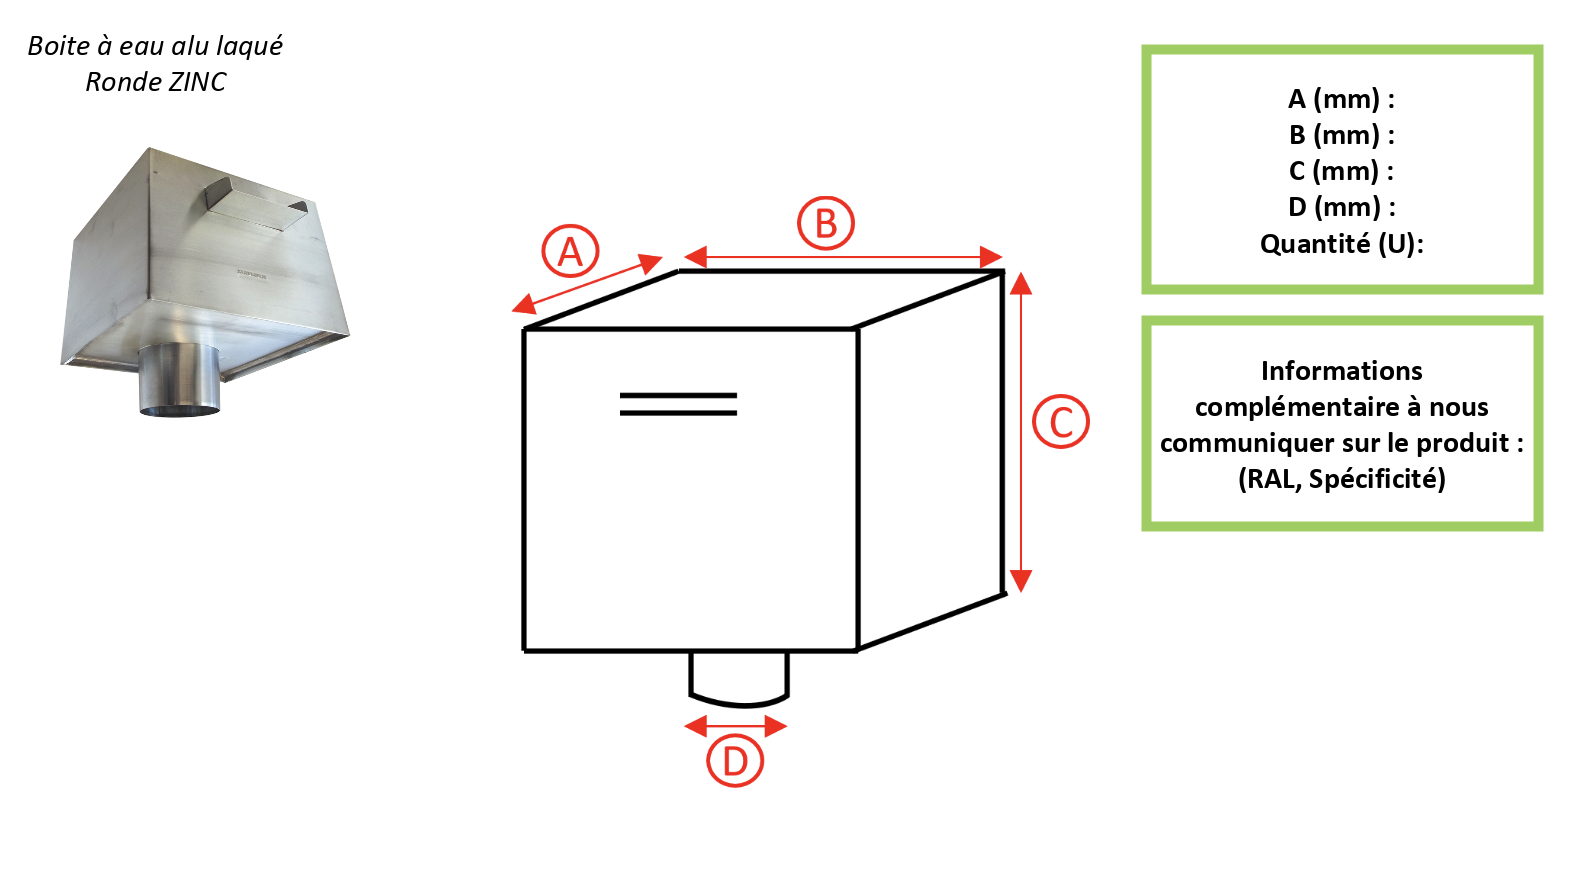 Boite à eau alu laqué
Ronde ZINC
A (mm) :
B (mm) :
C (mm) :
D (mm) :
Quantité (U):
A
B
C
D
Informations
complémentaire à nous
communiquer sur le produit :
(RAL, Spécificité)